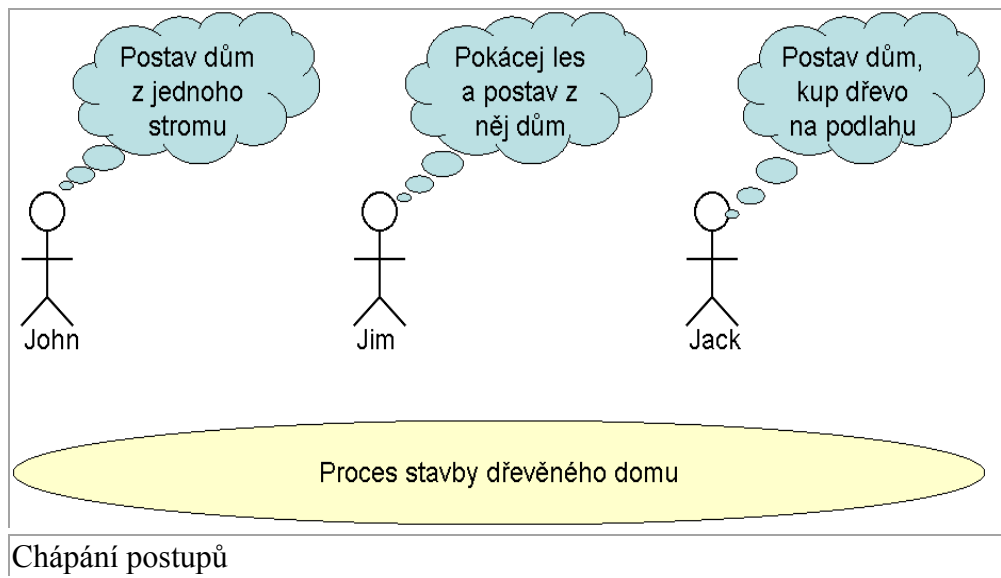 Postav dům
z jednoho
stromu
Pokácej les
a postav z
něj dům
Postav dům,
kup dřevo
na podlahu
John
Jim
Jack
Proces stavby dřevěného domu
Chápání postupů